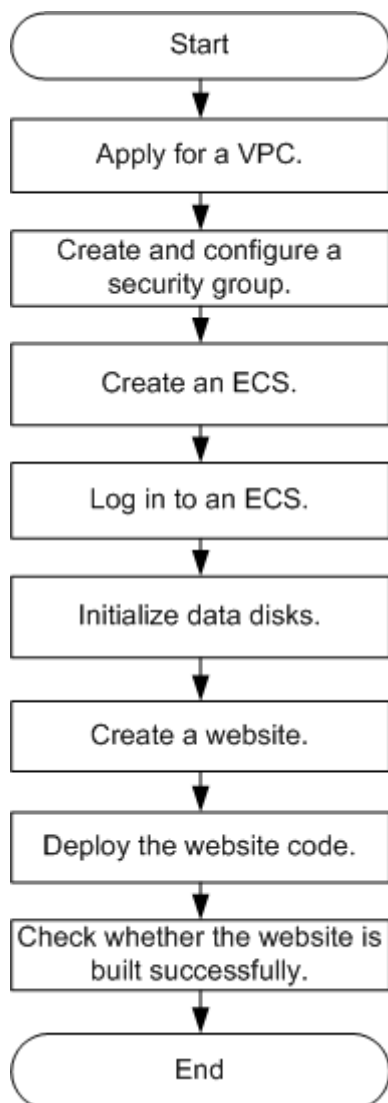 Start
Apply for a VPC.
Create and configure a
security group.
Create an ECS.
Log in to an ECS.
Initialize data disks.
Create a website.
Deploy the website code.
Check whether the website is
built successfully.
End